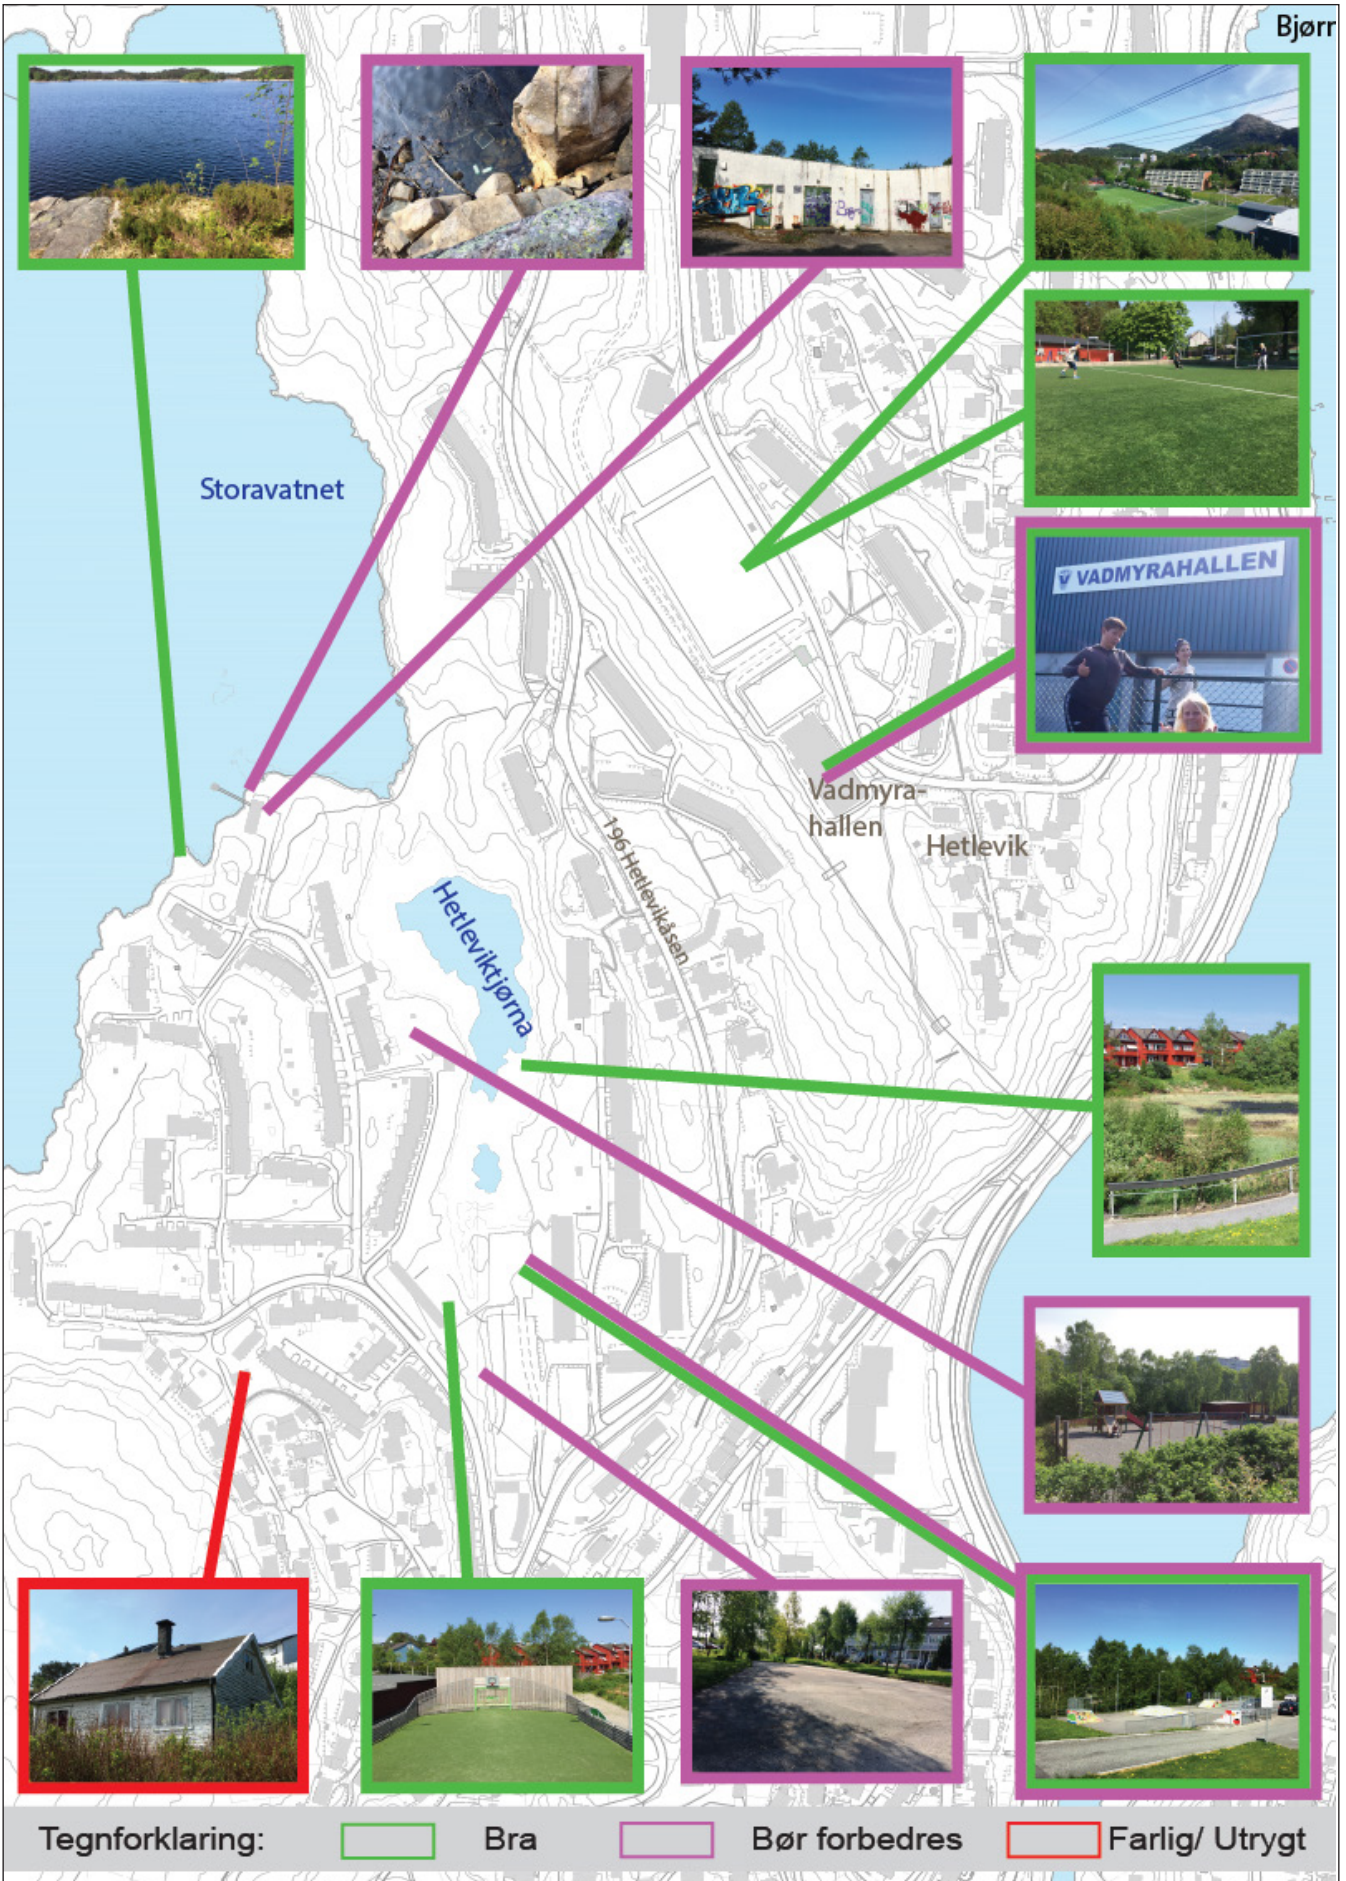 Bjørr
Storavatnet
VADMYRAHALLEN
Vadmyra-
hallen
Hetlevik
196 Hetlevikåsen
Hetleviktjørna
Tegnforklaring: Bra Bør forbedres Farlig/ Utrygt